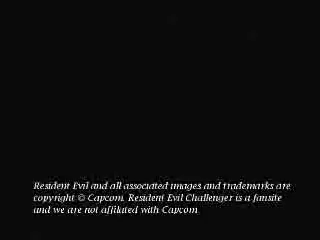 Resident Evil and all associated images and trademarks are
copyright © Capcom. Resident Evil Challenger is a fansite
and we are not affilated with Capcom